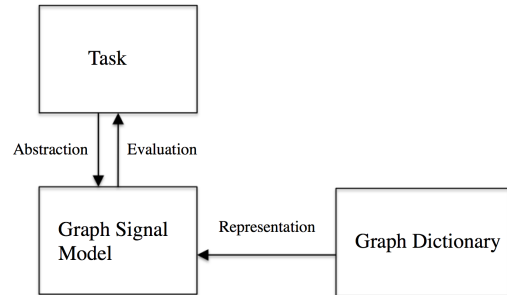 Task
Abstraction
Evaluation
Graph Signal
Model
Representation
Graph Dictionary